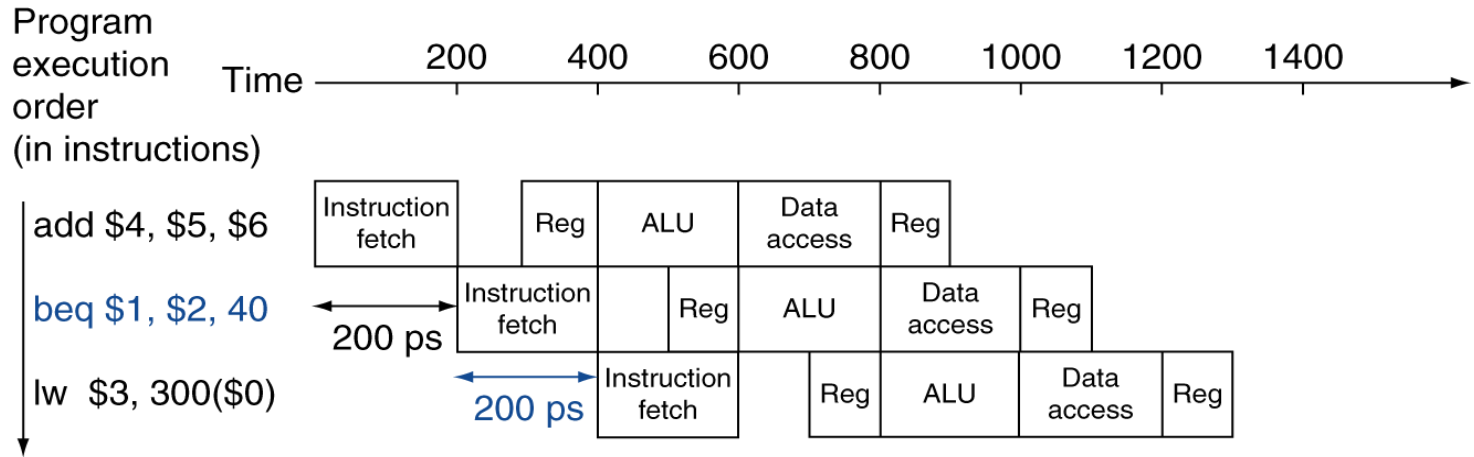 Program
execution
order
(in instructions)
Time
200 400 600 800 1000 1200 1400
add $4, $5, $6
Instruction
fetch
Reg
ALU
Data
access
Reg
beq $1, $2, 40
200 ps
Instruction
fetch
Reg
ALU
Data
access
Reg
lw $3, 300($0)
200 ps
Instruction
fetch
Reg
ALU
Data
access
Reg